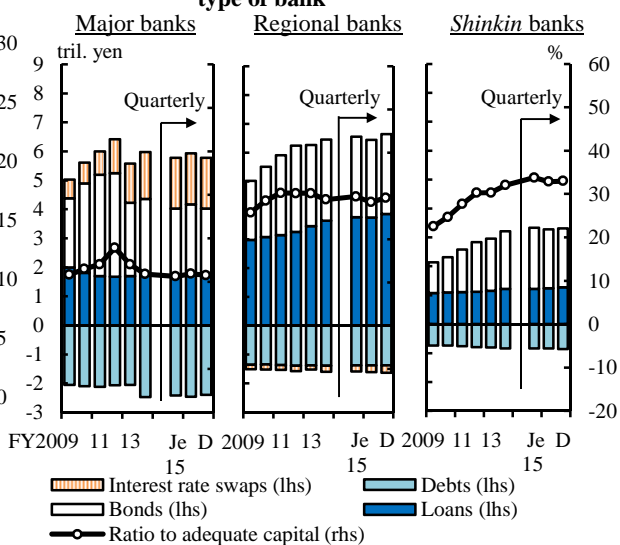 type of bank
Major banks Regional banks Shinkin banks
30
25
20
15
10
5
0
tril. yen
9
8
7
6
5
4
3
2
1
0
-1
-2
-3
Quarterly
Quarterly
Quarterly
%
60
50
40
30
20
10
0
-10
-20
FY2009 11 13 Je D 2009 11 13 Je D 2009 11 13 Je D
15 15 15
Interest rate swaps (lhs) Debts (lhs)
Bonds (lhs) Loans (lhs)
Ratio to adequate capital (rhs)